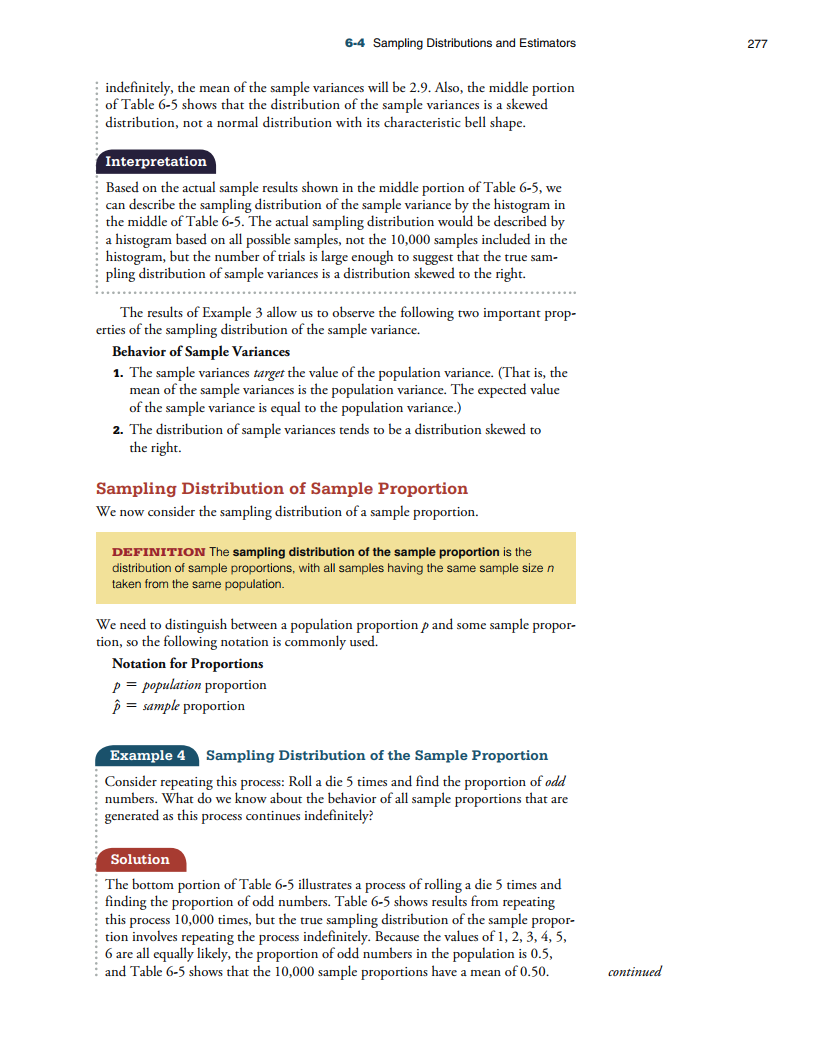 6-4 Sampling Distributions and Estimators 277
indefinitely, the mean of the sample variances will be 2.9. Also, the middle portion
of Table 6-5 shows that the distribution of the sample variances is a skewed
distribution, not a normal distribution with its characteristic bell shape.
Interpretation
Based on the actual sample results shown in the middle portion of Table 6-5, we
can describe the sampling distribution of the sample variance by the histogram in
the middle of Table 6-5. The actual sampling distribution would be described by
a histogram based on all possible samples, not the 10,000 samples included in the
histogram, but the number of trials is large enough to suggest that the true sam-
pling distribution of sample variances is a distribution skewed to the right.
The results of Example 3 allow us to observe the following two important prop-
erties of the sampling distribution of the sample variance.
Behavior of Sample Variances
1. The sample variances target the value of the population variance. (That is, the
mean of the sample variances is the population variance. The expected value
of the sample variance is equal to the population variance.)
2. The distribution of sample variances tends to be a distribution skewed to
the right.
Sampling Distribution of Sample Proportion
We now consider the sampling distribution of a sample proportion.
DEFINITION The sampling distribution of the sample proportion is the
distribution of sample proportions, with all samples having the same sample size n
taken from the same population.
We need to distinguish between a population proportion p and some sample propor-
tion, so the following notation is commonly used.
Notation for Proportions
p = population proportion
p̂ = sample proportion
Example 4 Sampling Distribution of the Sample Proportion
Consider repeating this process: Roll a die 5 times and find the proportion of odd
numbers. What do we know about the behavior of all sample proportions that are
generated as this process continues indefinitely?
Solution
The bottom portion of Table 6-5 illustrates a process of rolling a die 5 times and
finding the proportion of odd numbers. Table 6-5 shows results from repeating
this process 10,000 times, but the true sampling distribution of the sample propor-
tion involves repeating the process indefinitely. Because the values of 1, 2, 3, 4, 5,
6 are all equally likely, the proportion of odd numbers in the population is 0.5,
and Table 6-5 shows that the 10,000 sample proportions have a mean of 0.50. continued